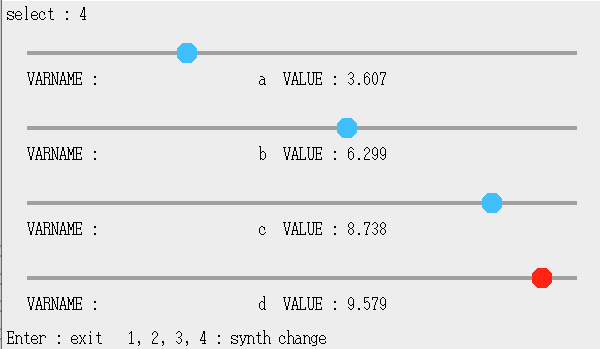 select : 4
VARNAME : a VALUE : 3.607
VARNAME : b VALUE : 6.299
VARNAME : c VALUE : 8.738
VARNAME : d VALUE : 9.579
Enter : exit 1, 2, 3, 4 : synth change